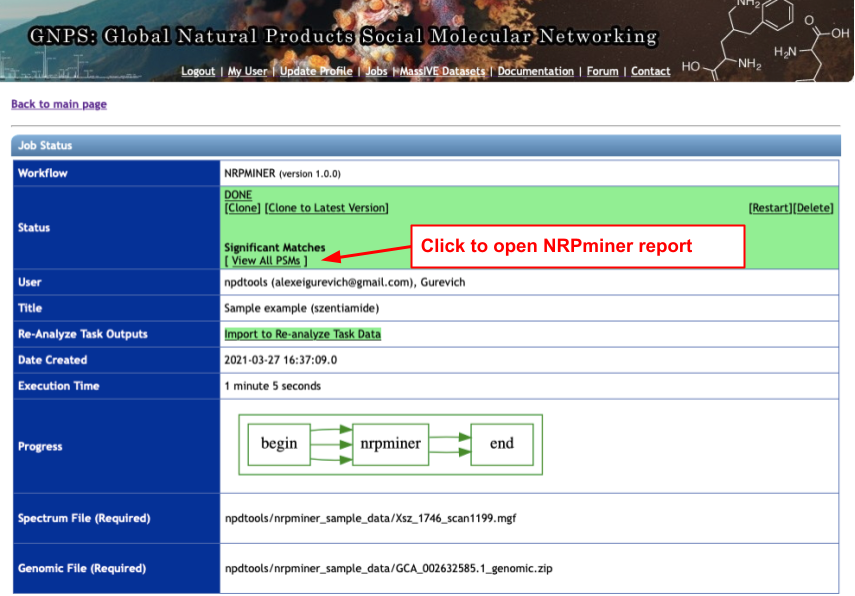 GNPS: Global Natural Products Social Molecular Networking
NH₂
OH
O
H₂N
HO
NH₂
Logout | My User | Update Profile | Jobs | MassIVE Datasets | Documentation | Forum | Contact
Back to main page
Job Status
Workflow NRPMINER (version 1.0.0)
Status
DONE
[Clone] [Clone to Latest Version] [Restart][Delete]
Click to open NRPminer report
Significant Matches
[ View All PSMs ]
User npdtools (alexeigurevich@gmail.com), Gurevich
Title Sample example (szentiamide)
Re-Analyze Task Outputs Import to Re-analyze Task Data
Date Created 2021-03-27 16:37:09.0
Execution Time 1 minute 5 seconds
Progress begin nrpminer end
Spectrum File (Required) npdtools/nrpminer_sample_data/Xsz_1746_scan1199.mgf
Genomic File (Required) npdtools/nrpminer_sample_data/GCA_002632585.1_genomic.zip